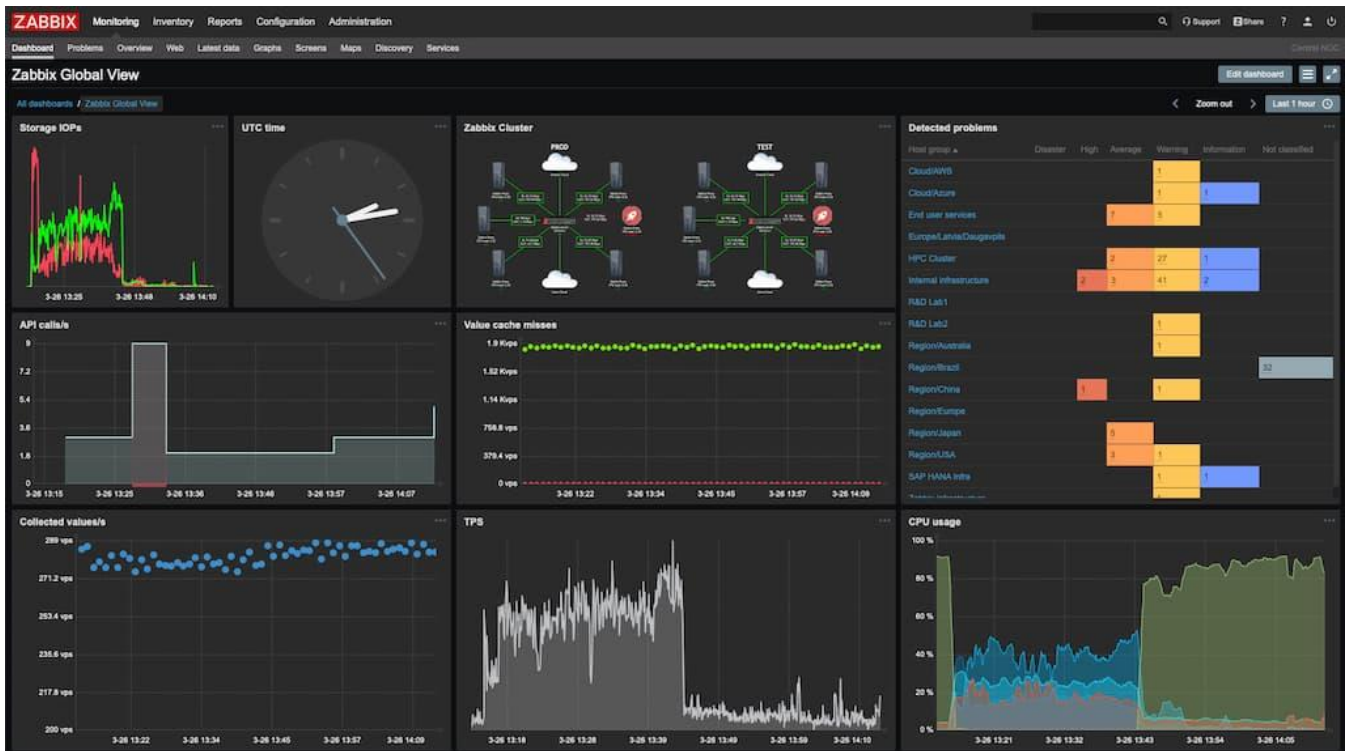 ZABBIX Monitoring Inventory Reports Configuration Administration Support Share ?
Dashboard Problems Overview Web Latest data Graphs Screens Maps Discovery Services Central NOC
Zabbix Global View Edit dashboard
All dashboards / Zabbix Global View Zoom out Last 1 hour
Storage IOPs
3-26 13:25 3-26 13:48 3-26 14:10
UTC time
Zabbix Cluster
PROD TEST
Detected problems
Host group Disaster High Average Warning Information Not classified
Cloud/AWS 1
Cloud/Azure 1 1
End user services 7 5
Europe/Latvia/Daugavpils
HPC Cluster 2 27 1
Internal infrastructure 2 3 41 2
R&D Lab1
R&D Lab2 1
Region/Australia 1
Region/Brazil 32
Region/China 1 1
Region/Europe
Region/Japan 5
Region/USA 3 1
SAP HANA Infra 1 1
API calls/s
9
7.2
5.4
3.6
1.8
0
3-26 13:15 3-26 13:25 3-26 13:36 3-26 13:46 3-26 13:57 3-26 14:07
Value cache misses
1.9 Kvps
1.52 Kvps
1.14 Kvps
758.8 vps
379.4 vps
0 vps
3-26 13:22 3-26 13:34 3-26 13:45 3-26 13:57 3-26 14:09
Collected values/s
289 vps
271.2 vps
253.4 vps
235.6 vps
217.8 vps
200 vps
3-26 13:22 3-26 13:34 3-26 13:45 3-26 13:57 3-26 14:09
TPS
3-26 13:18 3-26 13:28 3-26 13:39 3-26 13:49 3-26 13:59 3-26 14:10
CPU usage
100 %
80 %
60 %
40 %
20 %
0 %
3-26 13:21 3-26 13:32 3-26 13:43 3-26 13:54 3-26 14:05